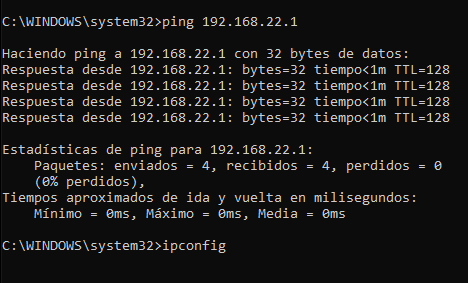 C:\WINDOWS\system32>ping 192.168.22.1
Haciendo ping a 192.168.22.1 con 32 bytes de datos:
Respuesta desde 192.168.22.1: bytes=32 tiempo<1m TTL=128
Respuesta desde 192.168.22.1: bytes=32 tiempo<1m TTL=128
Respuesta desde 192.168.22.1: bytes=32 tiempo<1m TTL=128
Respuesta desde 192.168.22.1: bytes=32 tiempo<1m TTL=128
Estadísticas de ping para 192.168.22.1:
Paquetes: enviados = 4, recibidos = 4, perdidos = 0
(0% perdidos),
Tiempos aproximados de ida y vuelta en milisegundos:
Mínimo = 0ms, Máximo = 0ms, Media = 0ms
C:\WINDOWS\system32>ipconfig